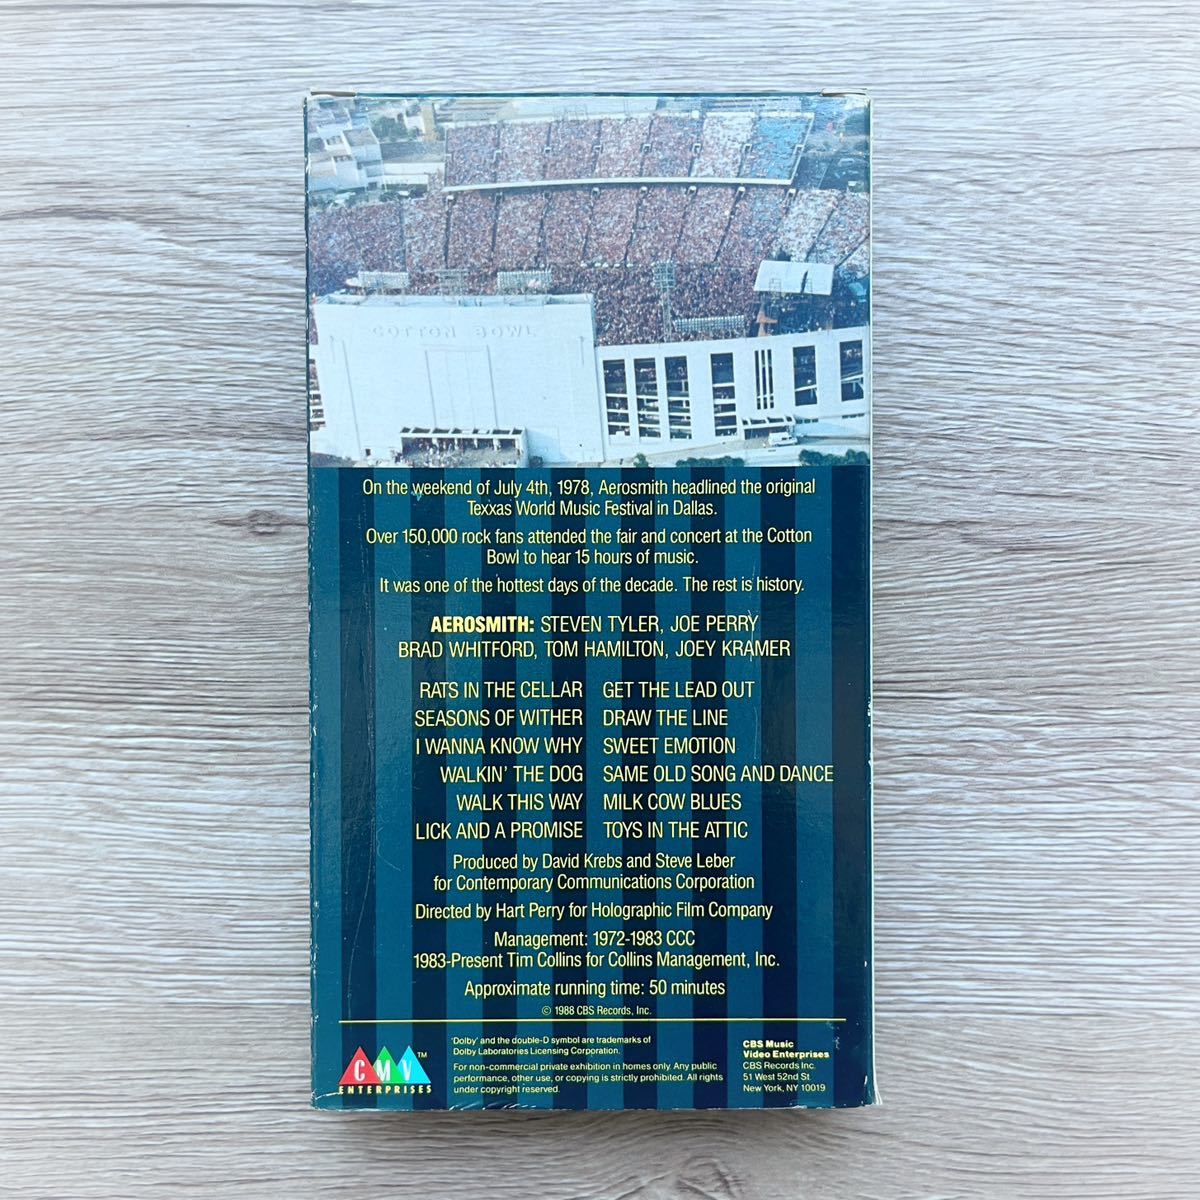 COTTON BOWL
On the weekend of July 4th, 1978, Aerosmith headlined the original
Texxas World Music Festival in Dallas.
Over 150,000 rock fans attended the fair and concert at the Cotton
Bowl to hear 15 hours of music.
It was one of the hottest days of the decade. The rest is history.
AEROSMITH: STEVEN TYLER, JOE PERRY
BRAD WHITFORD, TOM HAMILTON, JOEY KRAMER
RATS IN THE CELLAR
SEASONS OF WITHER
I WANNA KNOW WHY
WALKIN' THE DOG
WALK THIS WAY
LICK AND A PROMISE
GET THE LEAD OUT
DRAW THE LINE
SWEET EMOTION
SAME OLD SONG AND DANCE
MILK COW BLUES
TOYS IN THE ATTIC
Produced by David Krebs and Steve Leber
for Contemporary Communications Corporation
Directed by Hart Perry for Holographic Film Company
Management: 1972-1983 CCC
1983-Present Tim Collins for Collins Management, Inc.
Approximate running time: 50 minutes
© 1988 CBS Records, Inc.
CMV™
ENTERPRISES
'Dolby' and the double-D symbol are trademarks of
Dolby Laboratories Licensing Corporation.
For non-commercial private exhibition in homes only. Any public
performance, other use, or copying is strictly prohibited. All rights
under copyright reserved.
CBS Music
Video Enterprises
CBS Records Inc.
51 West 52nd St.
New York, NY 10019